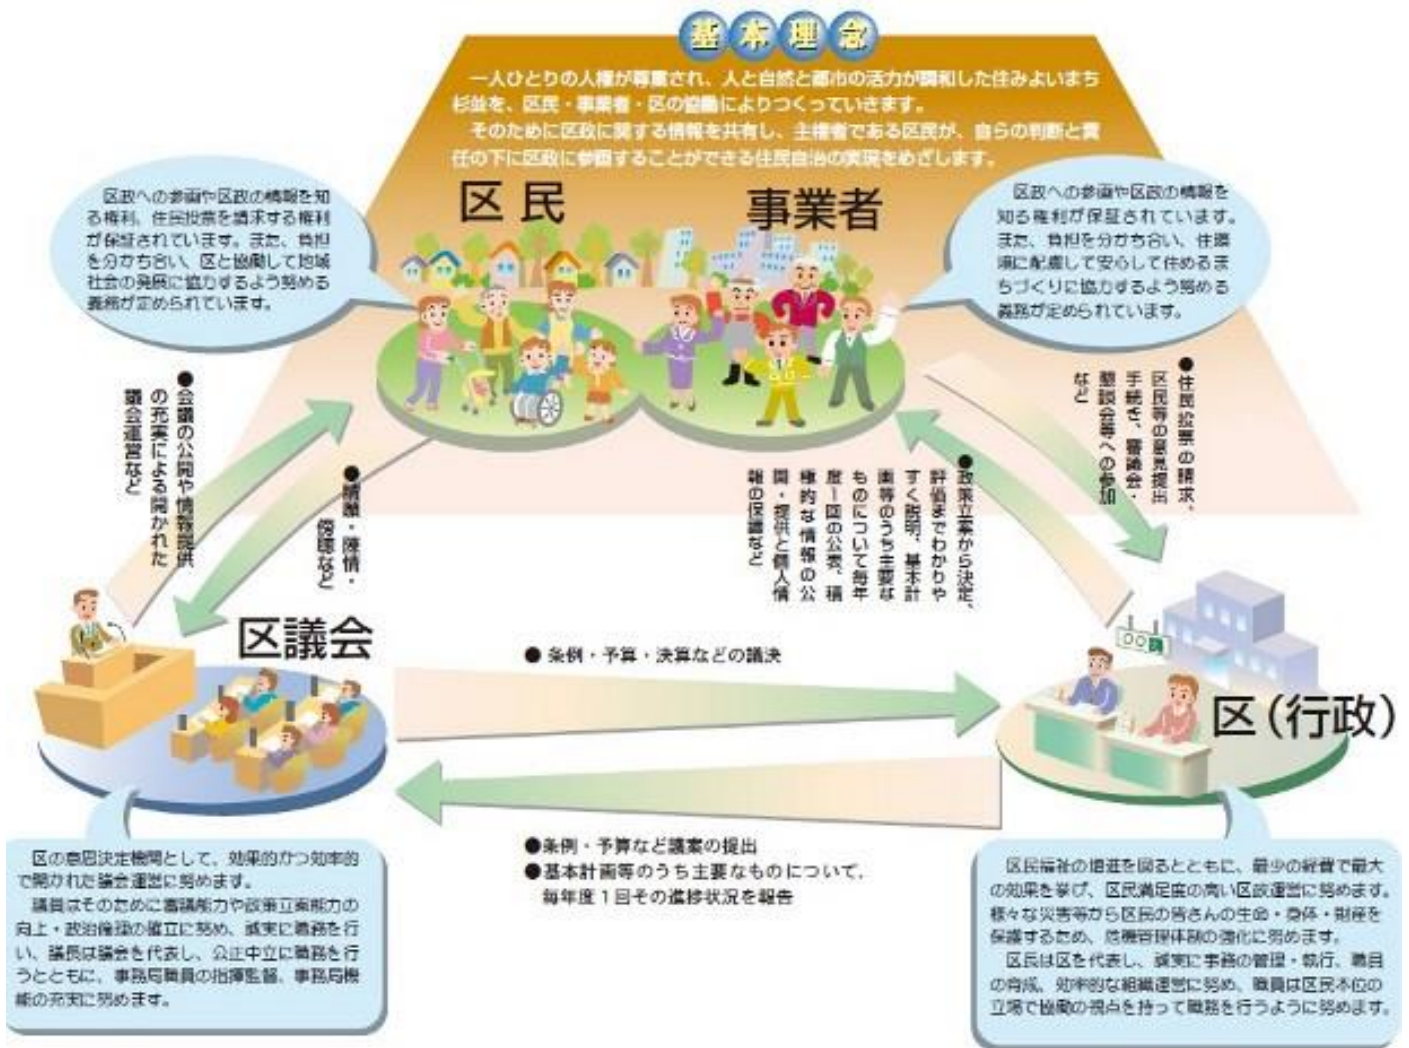 基本理念
一人ひとりの人権が尊重され、人と自然と都市の活力が調和した住みよいまち
杉並を、区民・事業者・区の協働によりつくっていきます。
そのために区政に関する情報を共有し、主権者である区民が、自らの判断と責
任の下に区政に参画することができる住民自治の実現をめざします。
区民
事業者
区政への参画や区政の情報を知
る権利、住民投票を請求する権利
が保証されています。また、負担
を分かち合い、区と協働して地域
社会の発展に協力するよう努める
義務が定められています。
区政への参画や区政の情報を
知る権利が保証されています。
また、負担を分かち合い、住環
境に配慮して安心して住めるま
ちづくりに協力するよう努める
義務が定められています。
●会議の公開や情報提供
の充実による開かれた
議会運営など
●請願・陳情・
傍聴など
●政策立案から決定、
評価までわかりや
すく説明、基本計
画等のうち主要な
ものについて毎年
度一回の公表、積
極的な情報の公
開・提供と個人情
報の保護など
●住民投票の請求、
区民等の意見提出
手続き、審議会・
懇談会等への参加
など
区議会
●条例・予算・決算などの議決
区(行政)
●条例・予算など議案の提出
●基本計画等のうち主要なものについて、
毎年度1回その進捗状況を報告
区の意思決定機関として、効果的かつ効率的
で開かれた議会運営に努めます。
議員はそのために審議能力や政策立案能力の
向上・政治倫理の確立に努め、誠実に職務を行
い、議長は議会を代表し、公正中立に職務を行
うとともに、事務局職員の指揮監督、事務局機
能の充実に努めます。
区民福祉の増進を図るとともに、最少の経費で最大
の効果を挙げ、区民満足度の高い区政運営に努めます。
様々な災害等から区民の皆さんの生命・身体・財産を
保護するため、危機管理体制の強化に努めます。
区長は区を代表し、誠実に事務の管理・執行、職員
の育成、効率的な組織運営に努め、職員は区民本位の
立場で協働の視点を持って職務を行うように努めます。